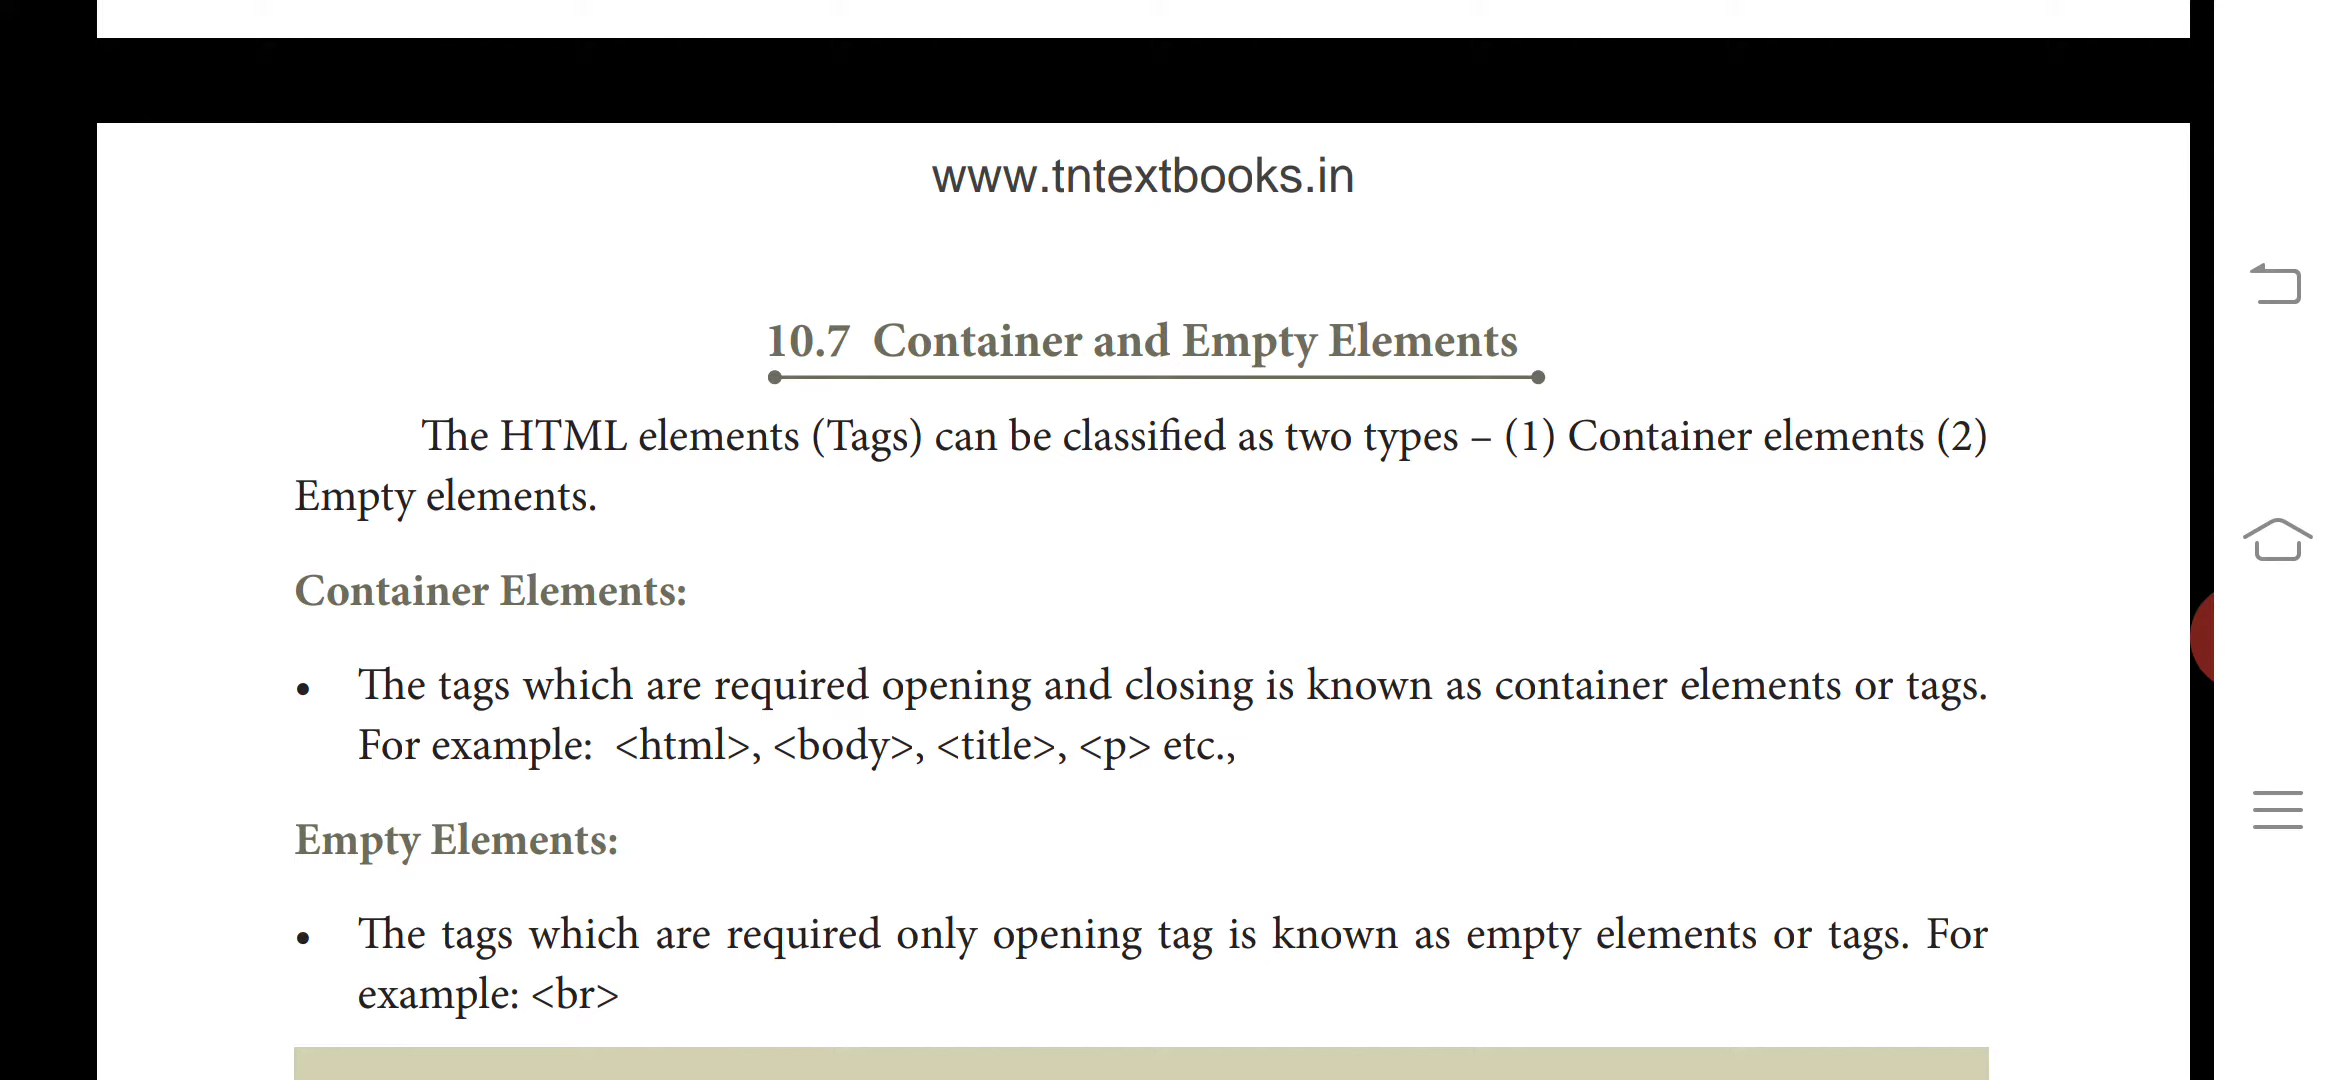 www.tntextbooks.in
10.7 Container and Empty Elements
The HTML elements (Tags) can be classified as two types – (1) Container elements (2)
Empty elements.
Container Elements:
• The tags which are required opening and closing is known as container elements or tags.
For example: <html>, <body>, <title>, <p> etc.,
Empty Elements:
• The tags which are required only opening tag is known as empty elements or tags. For
example: <br>